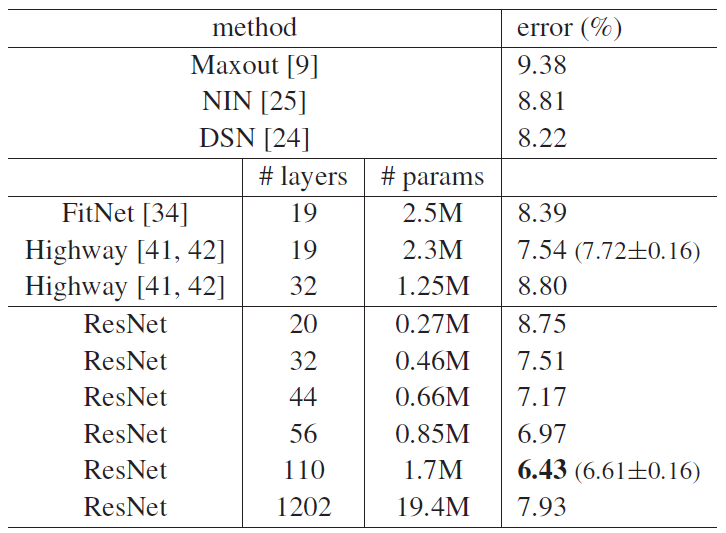 method error (%)
Maxout [9] 9.38
NIN [25] 8.81
DSN [24] 8.22
# layers # params
FitNet [34] 19 2.5M 8.39
Highway [41, 42] 19 2.3M 7.54 (7.72±0.16)
Highway [41, 42] 32 1.25M 8.80
ResNet 20 0.27M 8.75
ResNet 32 0.46M 7.51
ResNet 44 0.66M 7.17
ResNet 56 0.85M 6.97
ResNet 110 1.7M 6.43 (6.61±0.16)
ResNet 1202 19.4M 7.93